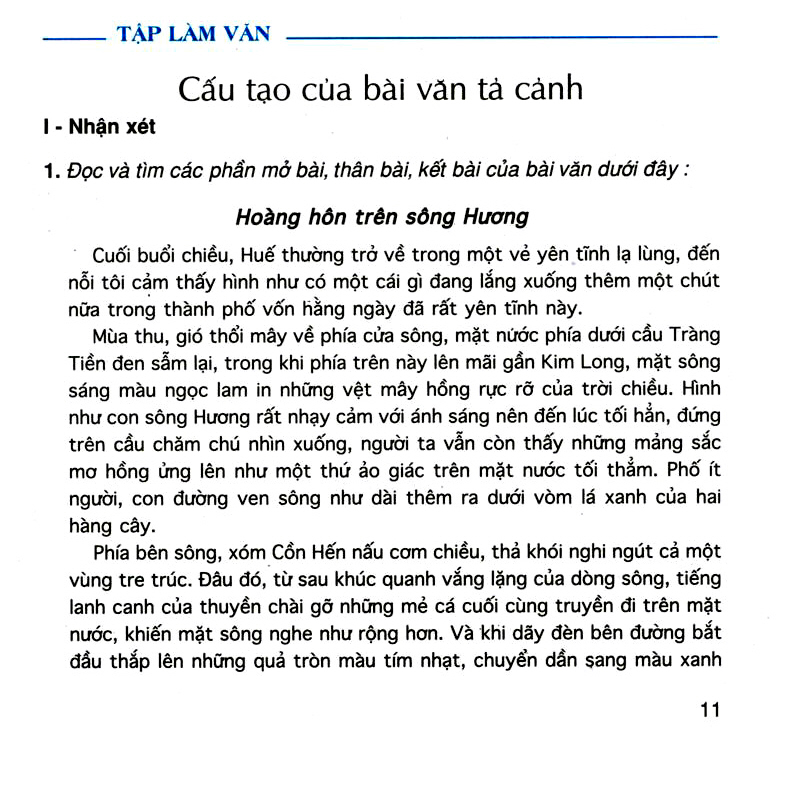 TẬP LÀM VĂN
Cấu tạo của bài văn tả cảnh
I - Nhận xét
1. Đọc và tìm các phần mở bài, thân bài, kết bài của bài văn dưới đây :
Hoàng hôn trên sông Hương
Cuối buổi chiều, Huế thường trở về trong một vẻ yên tĩnh lạ lùng, đến
nỗi tôi cảm thấy hình như có một cái gì đang lắng xuống thêm một chút
nữa trong thành phố vốn hằng ngày đã rất yên tĩnh này.
Mùa thu, gió thổi mây về phía cửa sông, mặt nước phía dưới cầu Tràng
Tiền đen sẫm lại, trong khi phía trên này lên mãi gần Kim Long, mặt sông
sáng màu ngọc lam in những vệt mây hồng rực rỡ của trời chiều. Hình
như con sông Hương rất nhạy cảm với ánh sáng nên đến lúc tối hẳn, đứng
trên cầu chăm chú nhìn xuống, người ta vẫn còn thấy những mảng sắc
mơ hồng ửng lên như một thứ ảo giác trên mặt nước tối thẳm. Phố ít
người, con đường ven sông như dài thêm ra dưới vòm lá xanh của hai
hàng cây.
Phía bên sông, xóm Cồn Hến nấu cơm chiều, thả khói nghi ngút cả một
vùng tre trúc. Đâu đó, từ sau khúc quanh vắng lặng của dòng sông, tiếng
lanh canh của thuyền chài gỡ những mẻ cá cuối cùng truyền đi trên mặt
nước, khiến mặt sông nghe như rộng hơn. Và khi dãy đèn bên đường bắt
đầu thắp lên những quả tròn màu tím nhạt, chuyển dần sang màu xanh
11